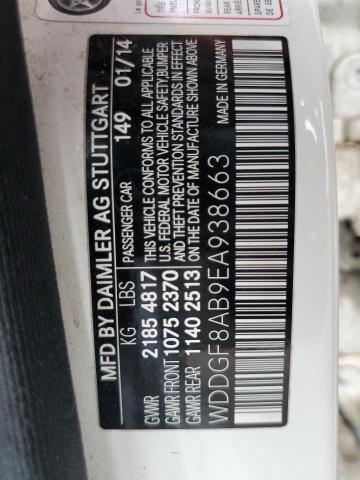 MFD BY DAIMLER AG STUTTGART
KG LBS PASSENGER CAR 149 01/14
GVWR 2185 4817 THIS VEHICLE CONFORMS TO ALL APPLICABLE
GAWR FRONT 1075 2370 U.S. FEDERAL MOTOR VEHICLE SAFETY,BUMPER
GAWR REAR 1140 2513 AND THEFT PREVENTION STANDARDS IN EFFECT
ON THE DATE OF MANUFACTURE SHOWN ABOVE.
MADE IN GERMANY
WDDGF8AB9EA938663